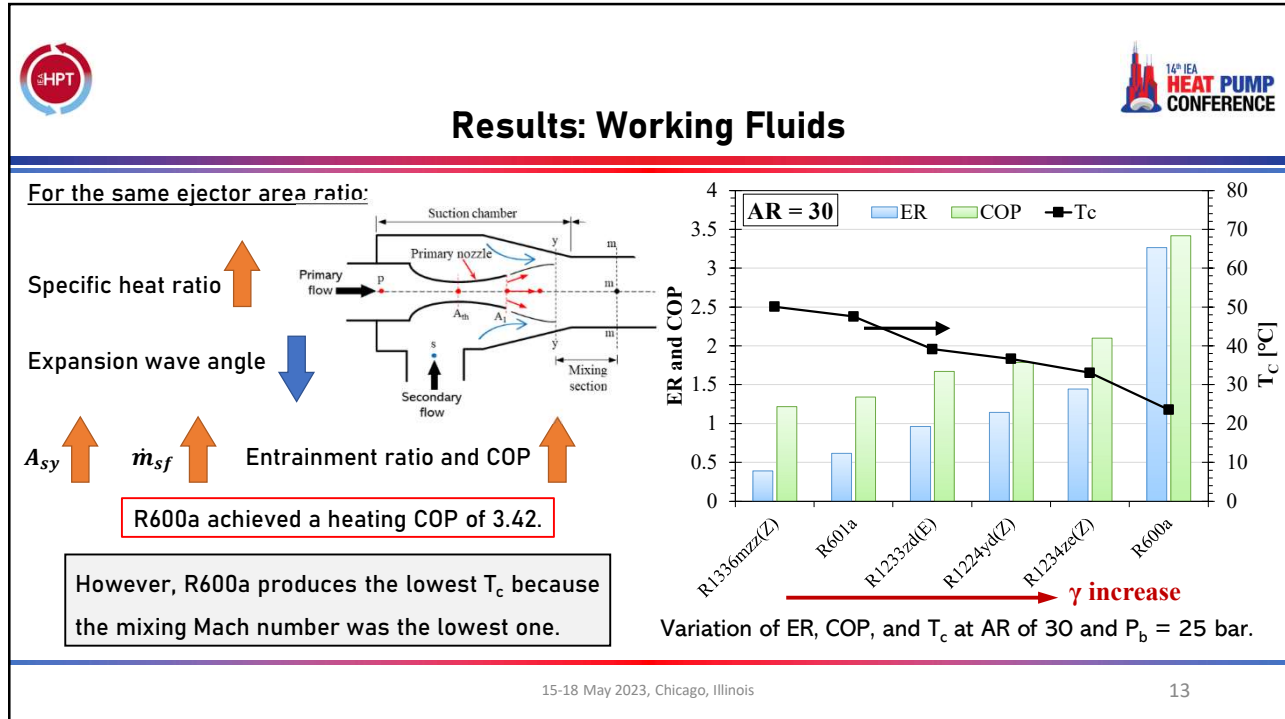 IEA HPT
14th IEA
HEAT PUMP
CONFERENCE
Results: Working Fluids
For the same ejector area ratio:
Specific heat ratio
Expansion wave angle
A_sy ṁ_sf Entrainment ratio and COP
Suction chamber
Primary nozzle
y
m
Primary
flow
p
A_th
A_1
m
s
y
m
Mixing
section
Secondary
flow
R600a achieved a heating COP of 3.42.
However, R600a produces the lowest T_c because
the mixing Mach number was the lowest one.
AR = 30
ER
COP
Tc
ER and COP
4
3.5
3
2.5
2
1.5
1
0.5
0
80
70
60
50
40
30
20
10
0
T_C [°C]
R1336mzz(Z)
R601a
R1233zd(E)
R1224yd(Z)
R1234ze(Z)
R600a
γ increase
Variation of ER, COP, and T_c at AR of 30 and P_b = 25 bar.
15-18 May 2023, Chicago, Illinois
13